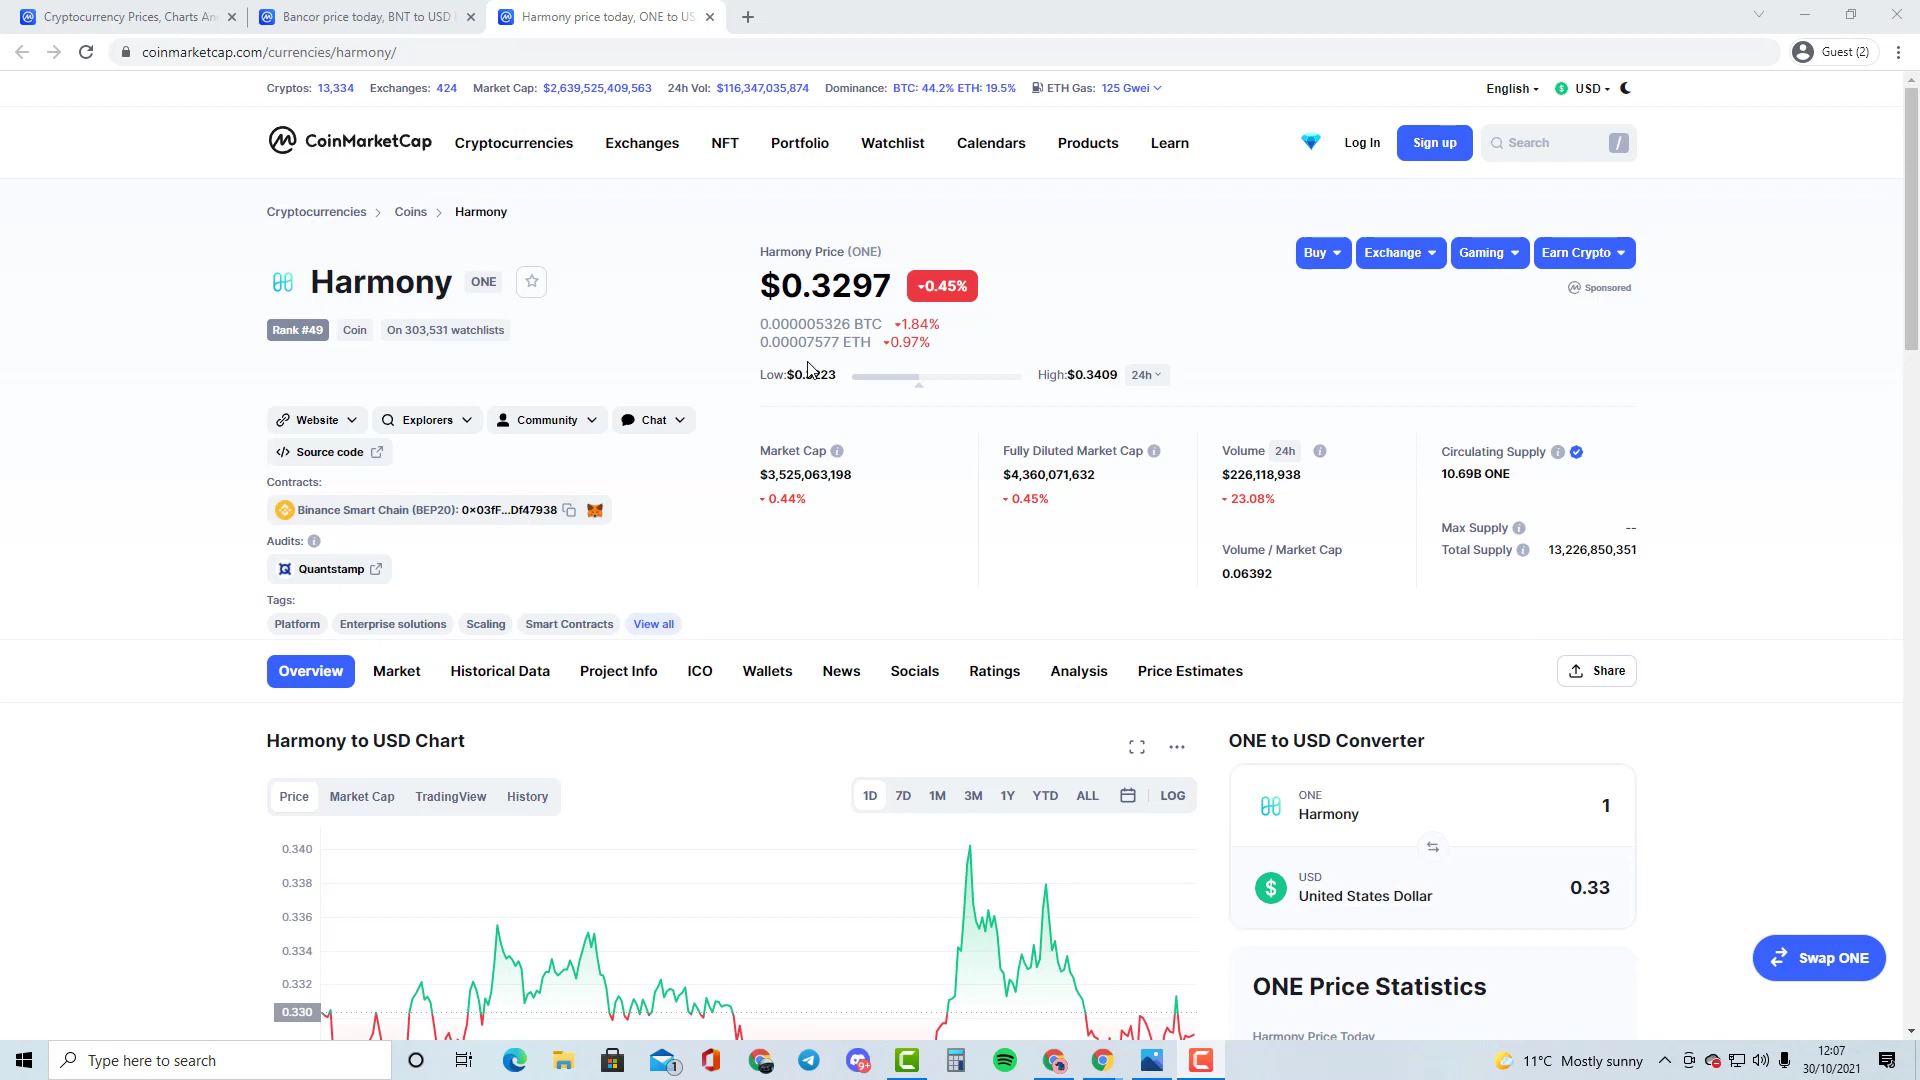 Cryptocurrency Prices, Charts An
Bancor price today, BNT to USD
Harmony price today, ONE to US
coinmarketcap.com/currencies/harmony/
Guest (2)
Cryptos: 13,334 Exchanges: 424 Market Cap: $2,639,525,409,563 24h Vol: $116,347,035,874 Dominance: BTC: 44.2% ETH: 19.5% ETH Gas: 125 Gwei
English USD
CoinMarketCap Cryptocurrencies Exchanges NFT Portfolio Watchlist Calendars Products Learn Log In Sign up Search /
Cryptocurrencies > Coins > Harmony
Harmony ONE
Rank #49 Coin On 303,531 watchlists
Harmony Price (ONE)
$0.3297 0.45%
0.000005326 BTC 1.84%
0.00007577 ETH 0.97%
Low: High:$0.3409 24h
Buy Exchange Gaming Earn Crypto
Sponsored
Website Explorers Community Chat
Source code
Contracts:
Binance Smart Chain (BEP20): 0x03fF...Df47938
Audits:
Quantstamp
Tags:
Platform Enterprise solutions Scaling Smart Contracts View all
Market Cap
$3,525,063,198
0.44%
Fully Diluted Market Cap
$4,360,071,632
0.45%
Volume 24h
$226,118,938
23.08%
Volume / Market Cap
0.06392
Circulating Supply
10.69B ONE
Max Supply --
Total Supply 13,226,850,351
Overview Market Historical Data Project Info ICO Wallets News Socials Ratings Analysis Price Estimates Share
Harmony to USD Chart
Price Market Cap TradingView History
1D 7D 1M 3M 1Y YTD ALL LOG
0.340
0.338
0.336
0.334
0.332
0.330
ONE to USD Converter
ONE
Harmony 1
USD
United States Dollar 0.33
Swap ONE
ONE Price Statistics
Harmony Price Today
Type here to search
1
9+
11°C Mostly sunny
12:07
30/10/2021